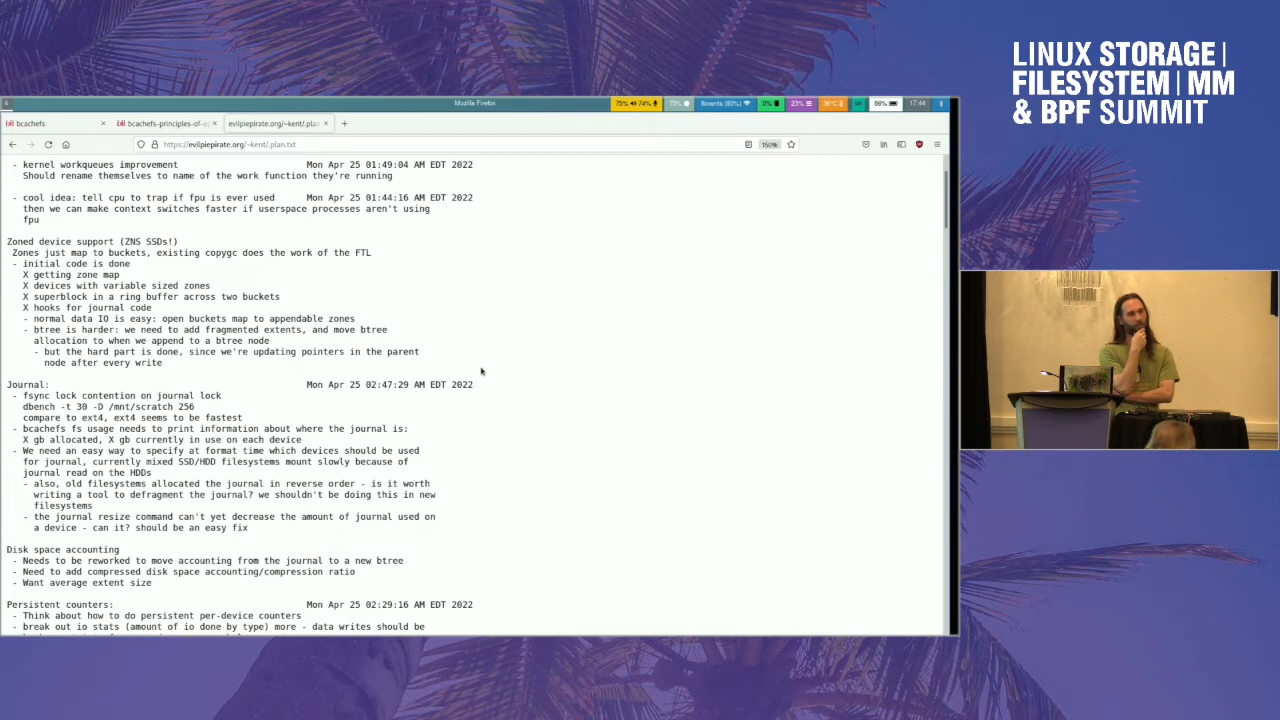 LINUX STORAGE |
FILESYSTEM | MM
& BPF SUMMIT
4
Mozilla Firefox
75%
74%
75%
0%
23%
86%
17:44
bcachefs
bcachefs-principles-of-o
evilpiepirate.org/~kent/.plan
https://evilpiepirate.org/~kent/.plan.txt
150%
- kernel workqueues improvement Mon Apr 25 01:49:04 AM EDT 2022
Should rename themselves to name of the work function they're running
- cool idea: tell cpu to trap if fpu is ever used Mon Apr 25 01:44:16 AM EDT 2022
then we can make context switches faster if userspace processes aren't using
fpu
Zoned device support (ZNS SSDs!)
Zones just map to buckets, existing copygc does the work of the FTL
- initial code is done
X getting zone map
X devices with variable sized zones
X superblock in a ring buffer across two buckets
X hooks for journal code
- normal data IO is easy: open buckets map to appendable zones
- btree is harder: we need to add fragmented extents, and move btree
allocation to when we append to a btree node
- but the hard part is done, since we're updating pointers in the parent
node after every write
Journal: Mon Apr 25 02:47:29 AM EDT 2022
- fsync lock contention on journal lock
dbench -t 30 -D /mnt/scratch 256
compare to ext4, ext4 seems to be fastest
- bcachefs fs usage needs to print information about where the journal is:
X gb allocated, X gb currently in use on each device
- We need an easy way to specify at format time which devices should be used
for journal, currently mixed SSD/HDD filesystems mount slowly because of
journal read on the HDDs
- also, old filesystems allocated the journal in reverse order - is it worth
writing a tool to defragment the journal? we shouldn't be doing this in new
filesystems
- the journal resize command can't yet decrease the amount of journal used on
a device - can it? should be an easy fix
Disk space accounting
- Needs to be reworked to move accounting from the journal to a new btree
- Need to add compressed disk space accounting/compression ratio
- Want average extent size
Persistent counters: Mon Apr 25 02:29:16 AM EDT 2022
- Think about how to do persistent per-device counters
- break out io stats (amount of io done by type) more - data writes should be